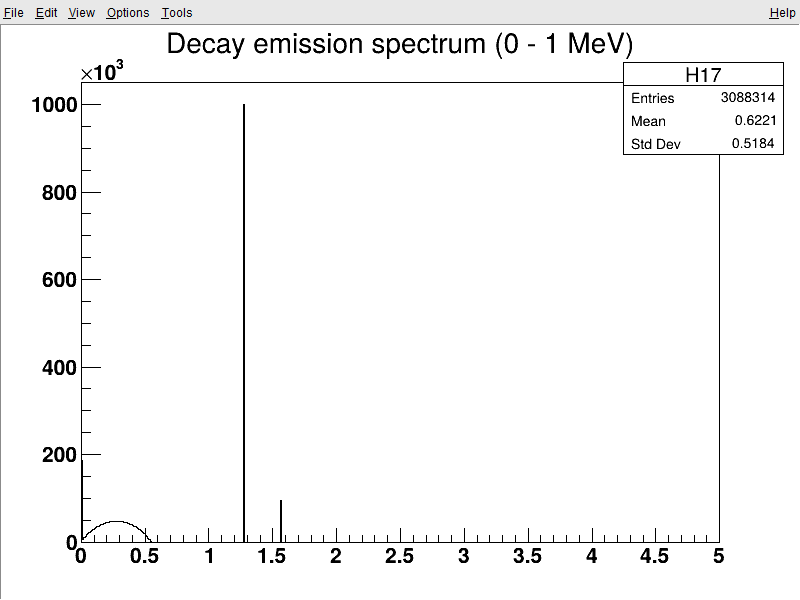 File Edit View Options Tools Help
Decay emission spectrum (0 - 1 MeV)
×10³
H17
Entries 3088314
Mean 0.6221
Std Dev 0.5184
1000
800
600
400
200
0
0 0.5 1 1.5 2 2.5 3 3.5 4 4.5 5